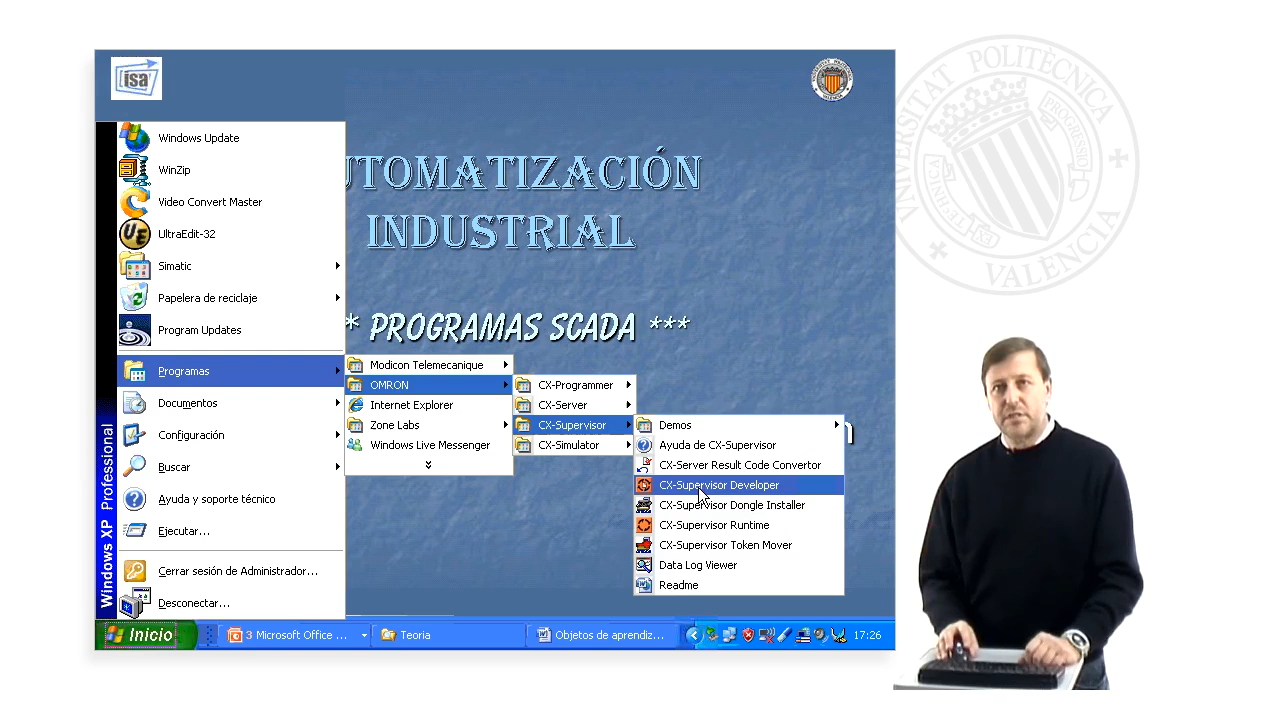 isa
UTOMATIZACIÓN
INDUSTRIAL
* PROGRAMAS SCADA ***
Windows Update
WinZip
Video Convert Master
UltraEdit-32
Simatic
Papelera de reciclaje
Program Updates
Programas
Documentos
Configuración
Buscar
Ayuda y soporte técnico
Ejecutar...
Cerrar sesión de Administrador...
Desconectar...
Windows XP Professional
Modicon Telemecanique
OMRON
Internet Explorer
Zone Labs
Windows Live Messenger
CX-Programmer
CX-Server
CX-Supervisor
CX-Simulator
Demos
Ayuda de CX-Supervisor
CX-Server Result Code Convertor
CX-Supervisor Developer
CX-Supervisor Dongle Installer
CX-Supervisor Runtime
CX-Supervisor Token Mover
Data Log Viewer
Readme
n
Inicio
3 Microsoft Office ...
Teoria
Objetos de aprendiz...
17:26
UNIVERSITAT POLITÈCNICA
VALÈNCIA